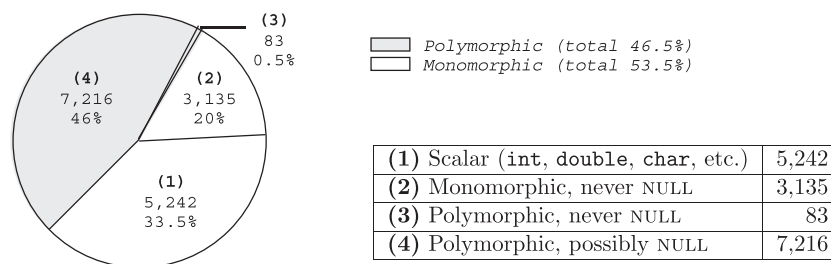 (3)
83
0.5%
(4)
7,216
46%
(2)
3,135
20%
(1)
5,242
33.5%
Polymorphic (total 46.5%)
Monomorphic (total 53.5%)
(1) Scalar (int, double, char, etc.) 5,242
(2) Monomorphic, never NULL 3,135
(3) Polymorphic, never NULL 83
(4) Polymorphic, possibly NULL 7,216